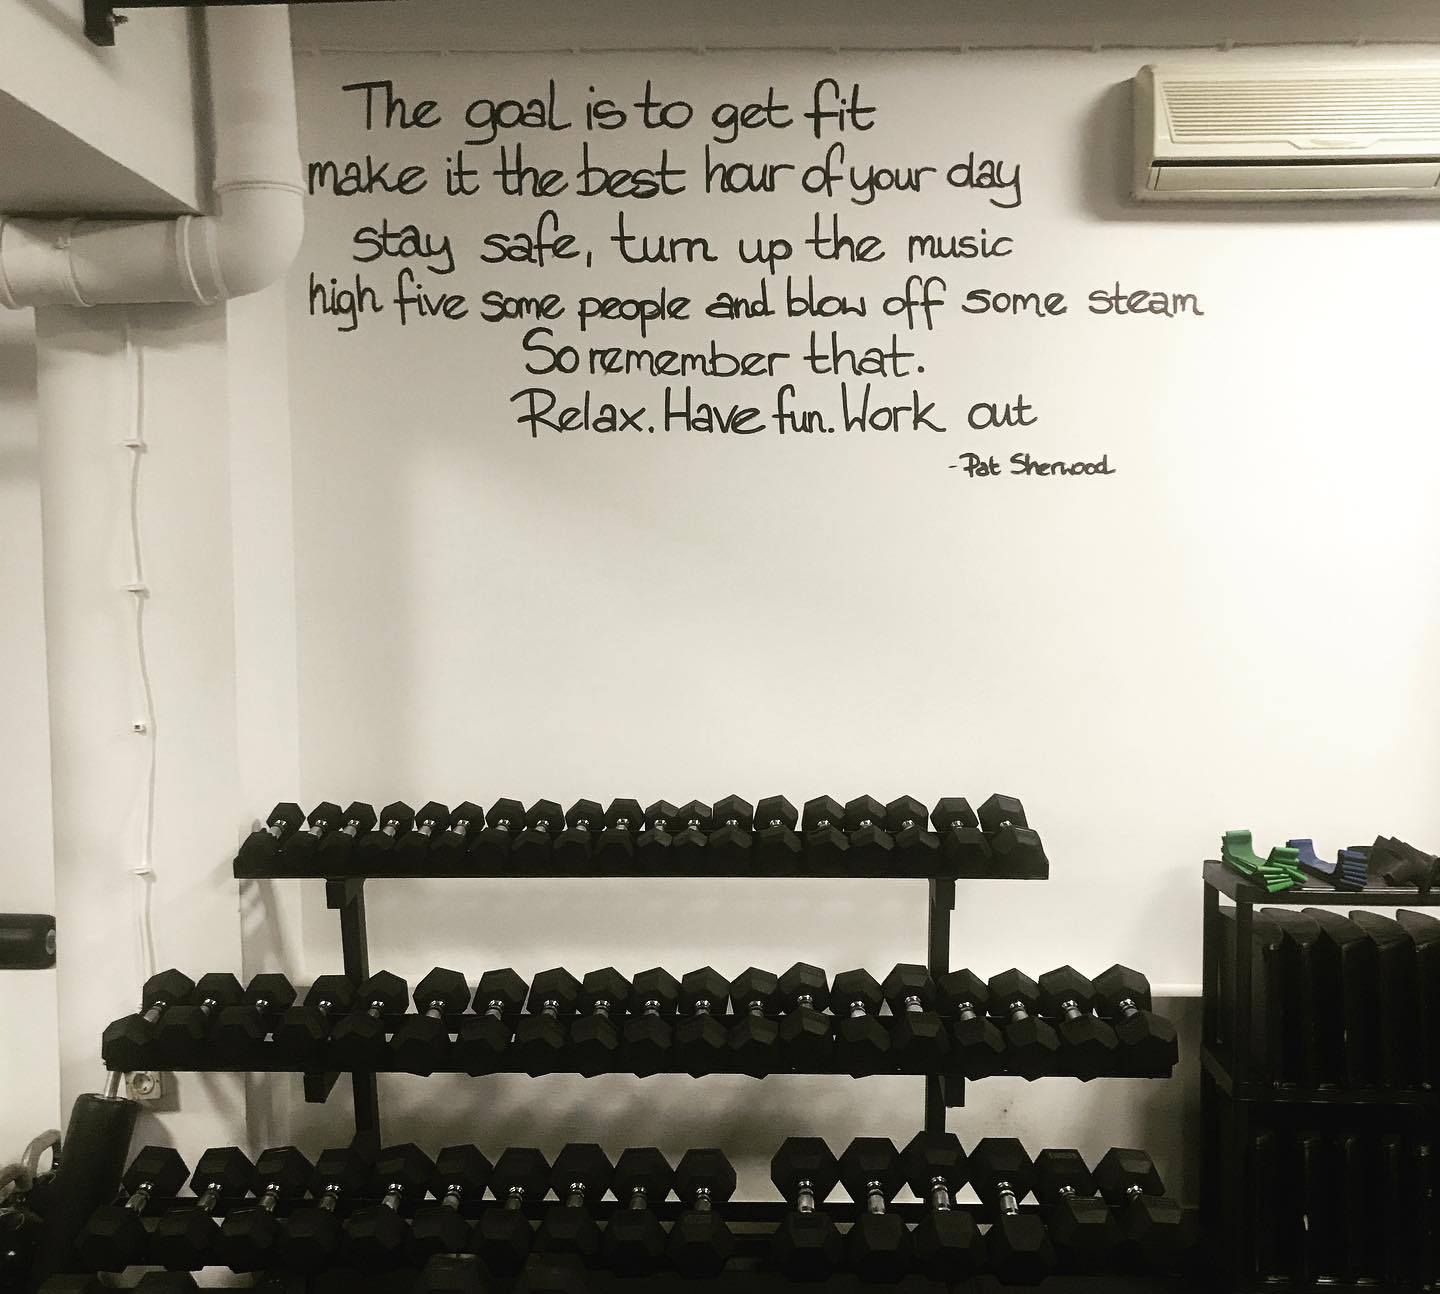 The goal is to get fit
make it the best hour of your day
stay safe, turn up the music
high five some people and blow off some steam
So remember that.
Relax. Have fun. Work out
-Pat Sherwood